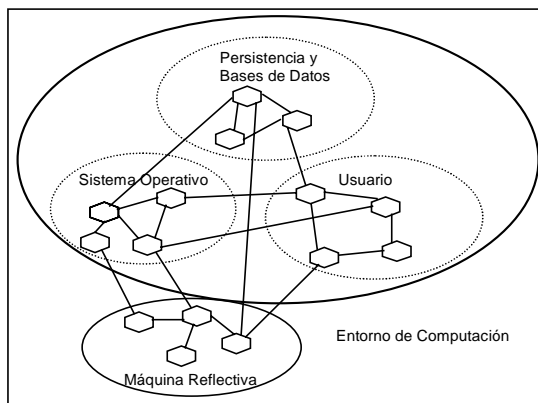 Persistencia y
Bases de Datos
Sistema Operativo
Usuario
Entorno de Computación
Máquina Reflectiva